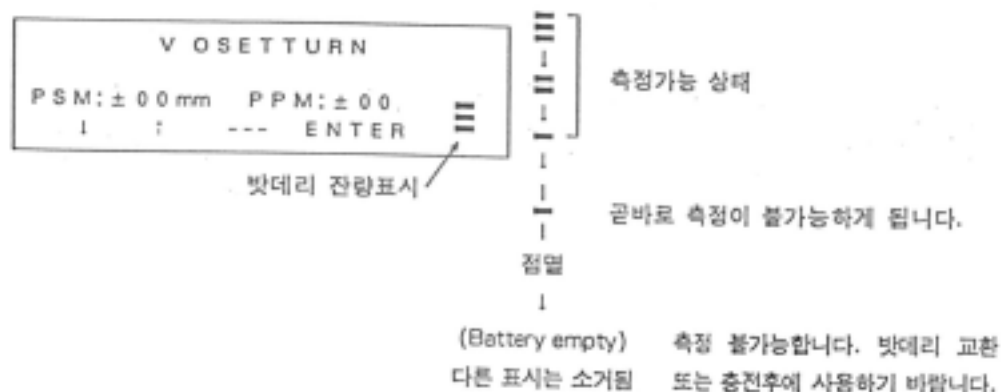 V OSETTURN
PSM:±00mm PPM:±00
↓ : --- ENTER
밧데리 잔량표시
측정가능 상태
곧바로 측정이 불가능하게 됩니다.
점멸
(Battery empty) 측정 불가능합니다. 밧데리 교환
다른 표시는 소거됨 또는 충전후에 사용하기 바랍니다.